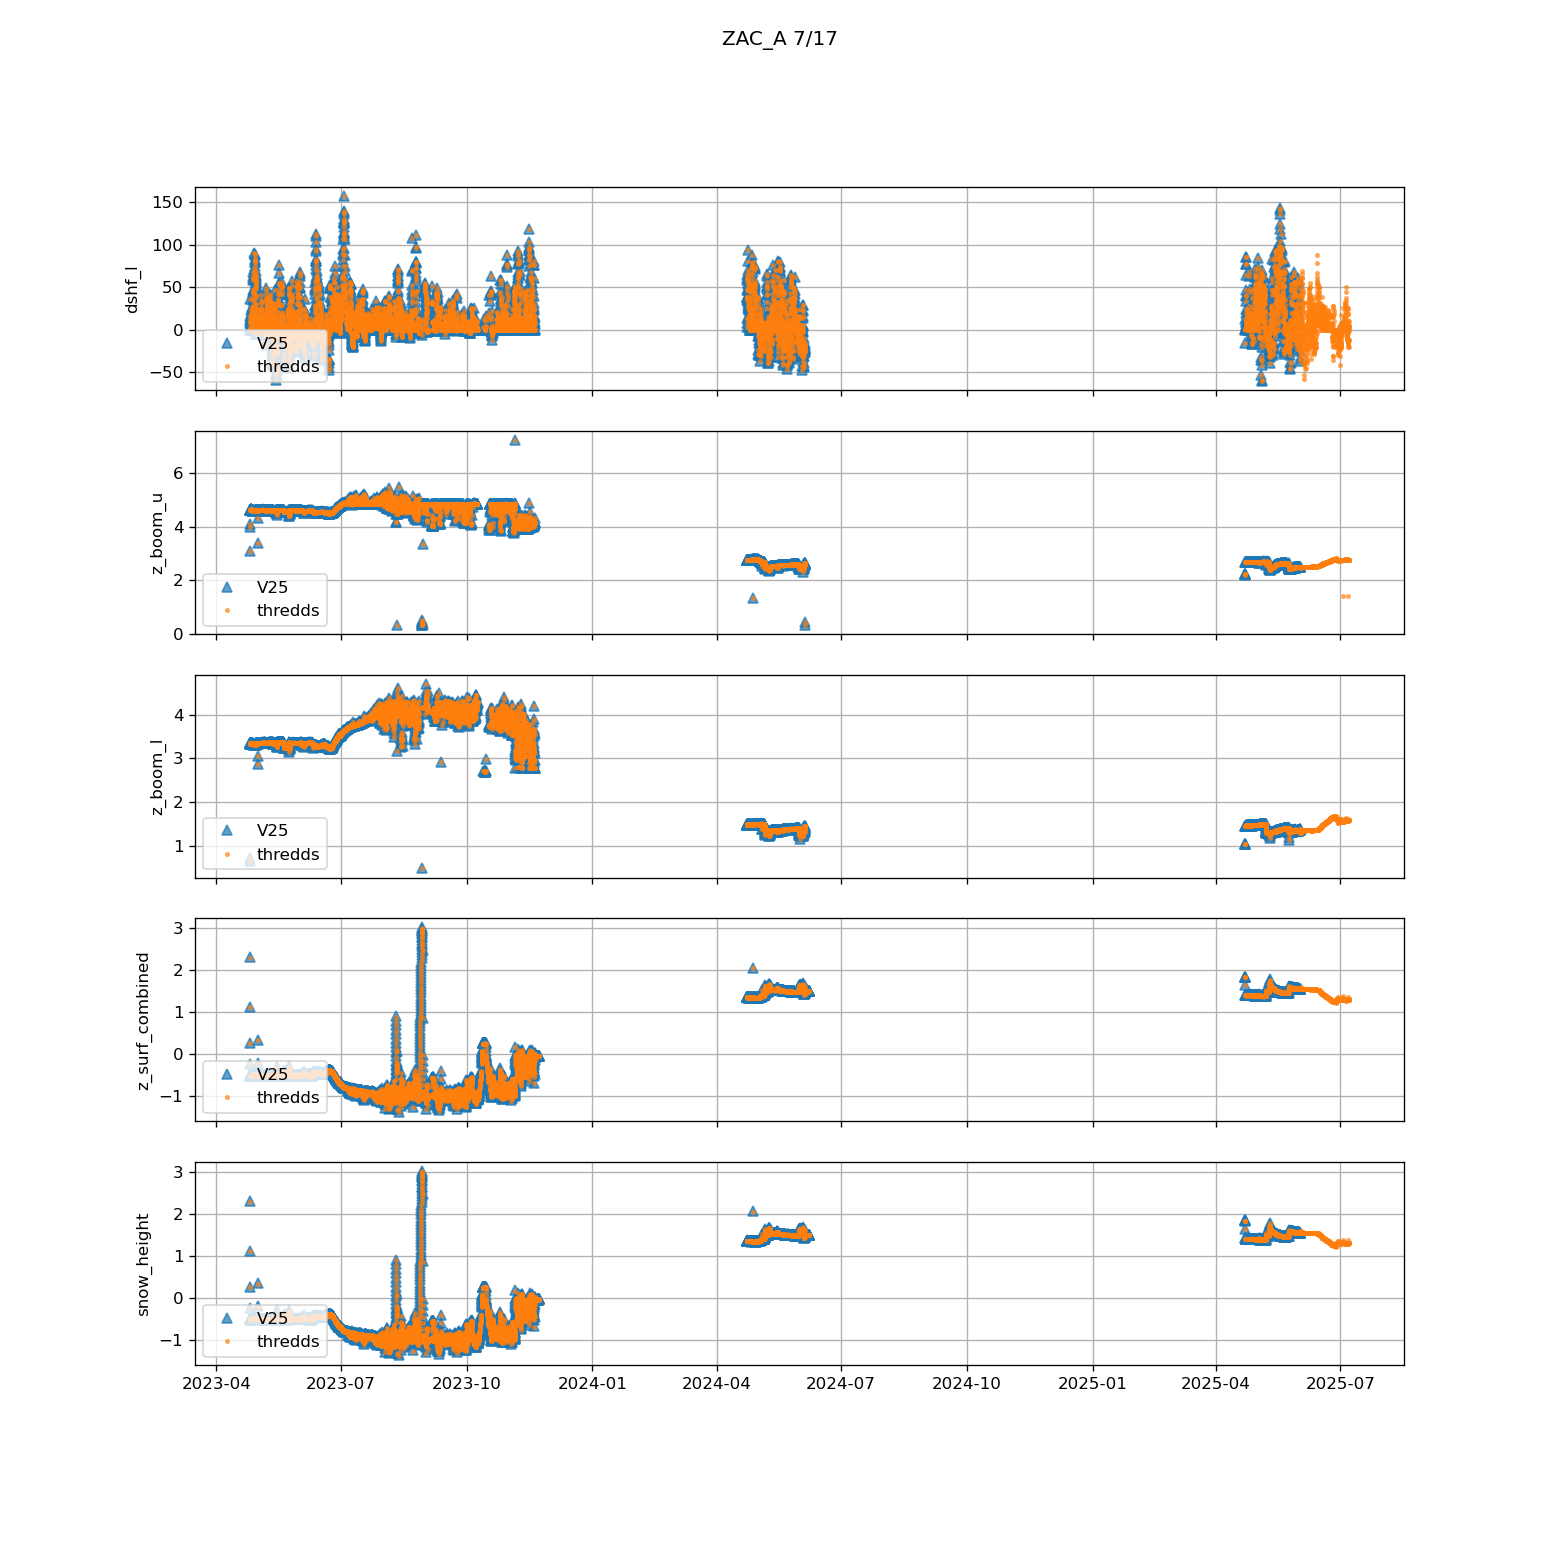 ZAC_A 7/17
dshf_l
150
100
50
0
−50
V25
thredds
z_boom_u
6
4
2
0
V25
thredds
z_boom_l
4
3
2
1
V25
thredds
z_surf_combined
3
2
1
0
−1
V25
thredds
snow_height
3
2
1
0
−1
V25
thredds
2023-04 2023-07 2023-10 2024-01 2024-04 2024-07 2024-10 2025-01 2025-04 2025-07